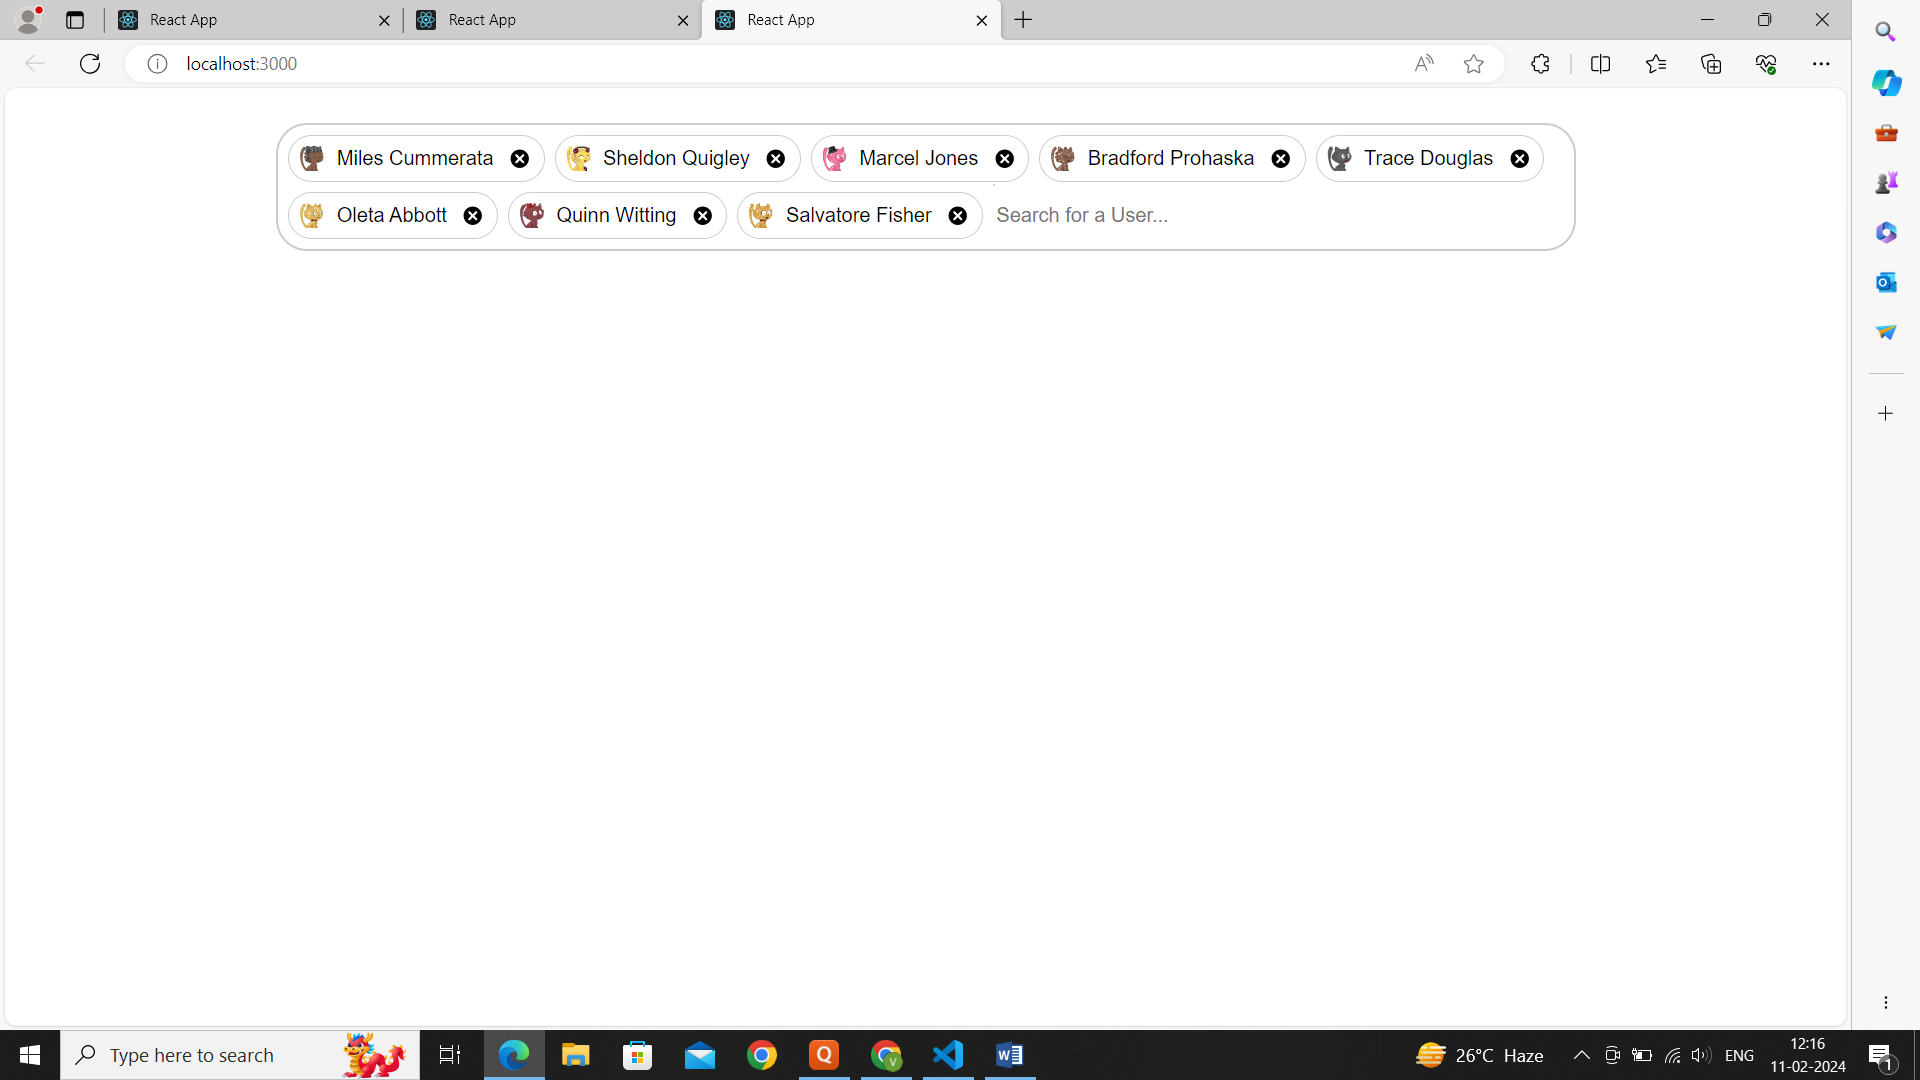 React App
React App
React App
localhost:3000
Miles Cummerata
Sheldon Quigley
Marcel Jones
Bradford Prohaska
Trace Douglas
Oleta Abbott
Quinn Witting
Salvatore Fisher
Search for a User...
Type here to search
26°C Haze
ENG
12:16
11-02-2024
1